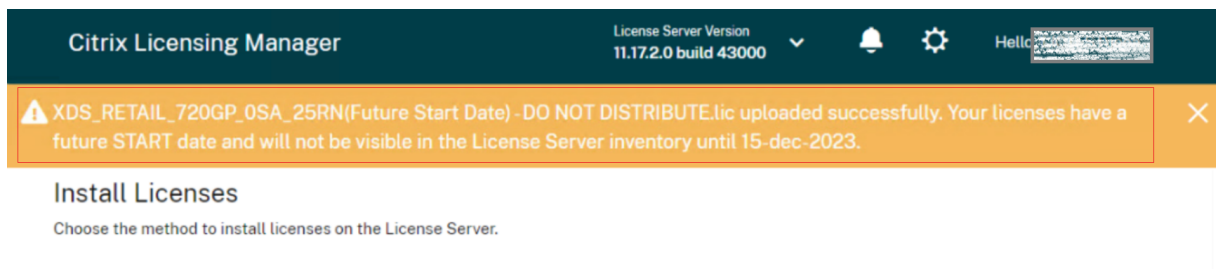 Citrix Licensing Manager
License Server Version
11.17.2.0 build 43000
Hello
XDS_RETAIL_720GP_0SA_25RN(Future Start Date) - DO NOT DISTRIBUTE.lic uploaded successfully. Your licenses have a
future START date and will not be visible in the License Server inventory until 15-dec-2023.
Install Licenses
Choose the method to install licenses on the License Server.